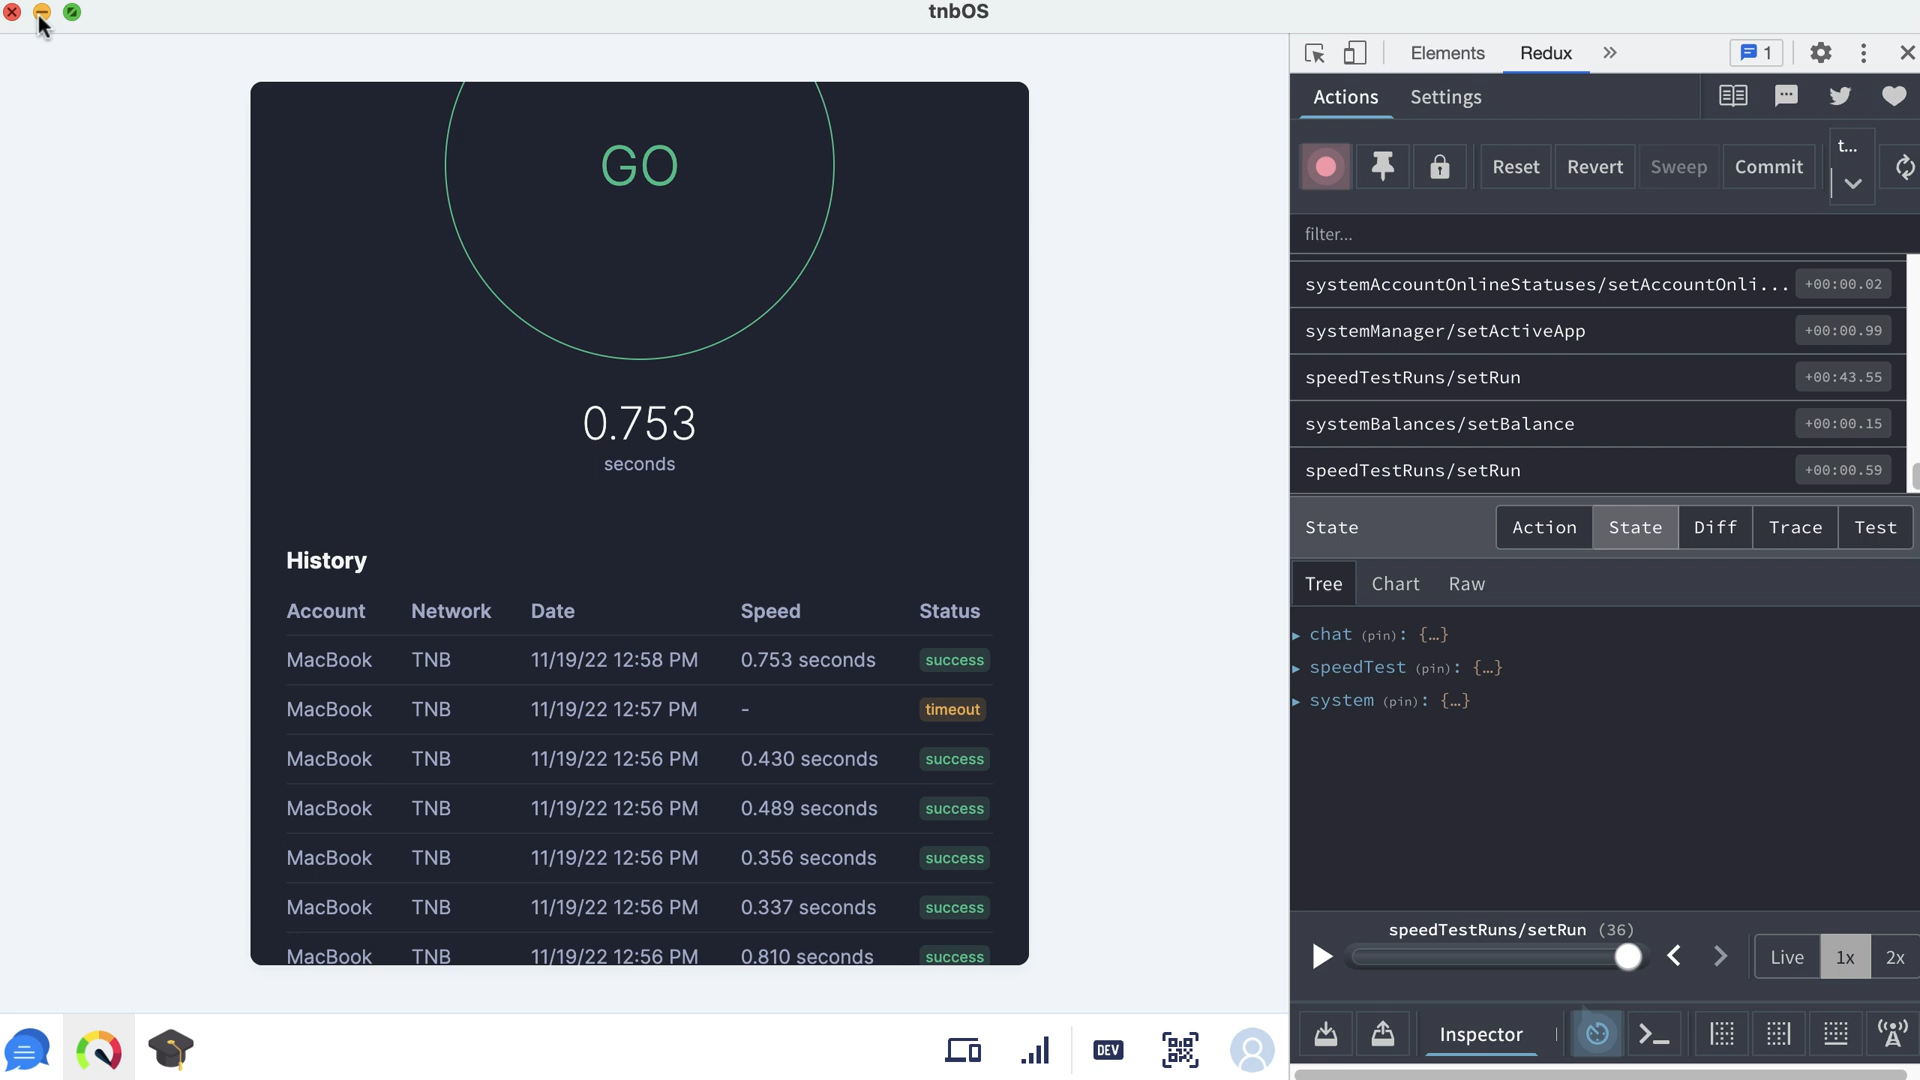 tnbOS
Elements
Redux
1
Actions
Settings
t...
Reset
Revert
Sweep
Commit
filter...
systemAccountOnlineStatuses/setAccountOnli... +00:00.02
systemManager/setActiveApp +00:00.99
speedTestRuns/setRun +00:43.55
systemBalances/setBalance +00:00.15
speedTestRuns/setRun +00:00.59
State
Action State Diff Trace Test
Tree Chart Raw
chat (pin): {…}
speedTest (pin): {…}
system (pin): {…}
speedTestRuns/setRun (36)
Live 1x 2x
Inspector
GO
0.753
seconds
History
Account Network Date Speed Status
MacBook TNB 11/19/22 12:58 PM 0.753 seconds success
MacBook TNB 11/19/22 12:57 PM - timeout
MacBook TNB 11/19/22 12:56 PM 0.430 seconds success
MacBook TNB 11/19/22 12:56 PM 0.489 seconds success
MacBook TNB 11/19/22 12:56 PM 0.356 seconds success
MacBook TNB 11/19/22 12:56 PM 0.337 seconds success
MacBook TNB 11/19/22 12:56 PM 0.810 seconds success
DEV